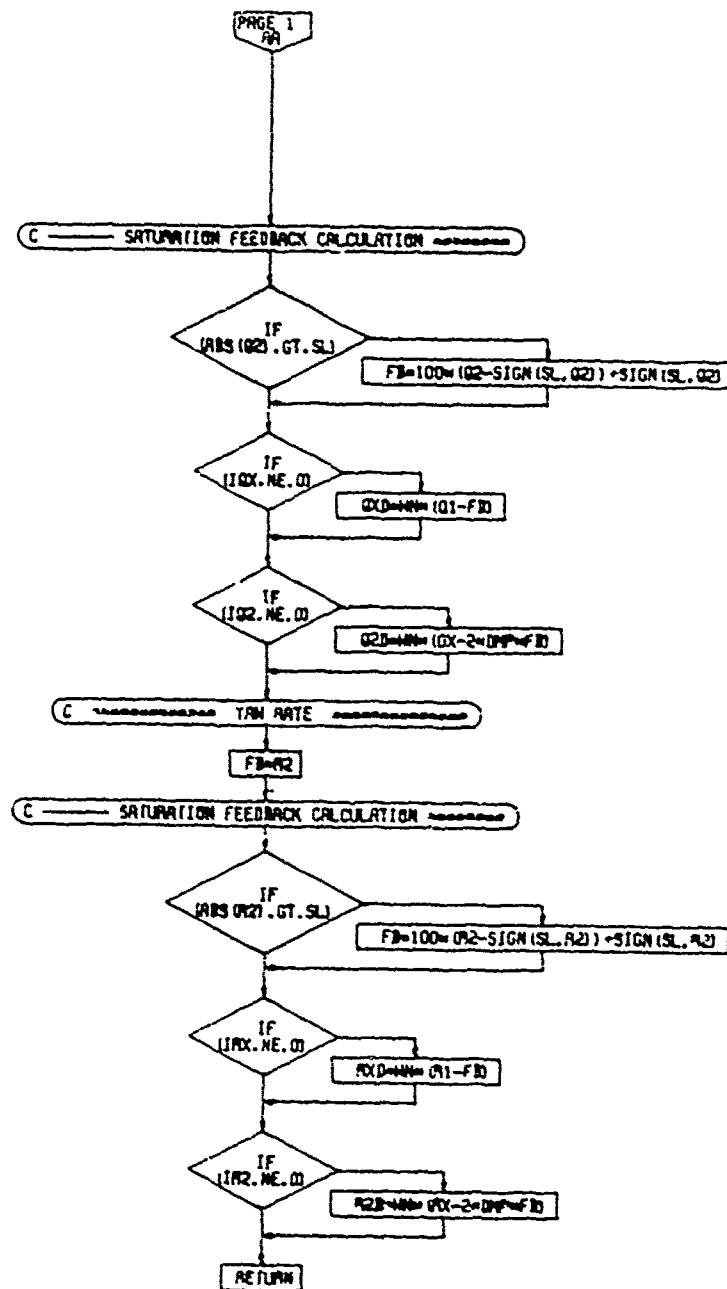 PAGE 1
AA
C SATURATION FEEDBACK CALCULATION
IF
(ABS(Q2).GT.SL)
FB=100*(Q2-SIGN(SL,Q2))+SIGN(SL,Q2)
IF
(IQX.NE.0)
QXD=WN*(Q1-FB)
IF
(IQ2.NE.0)
Q2D=WN*(QX-2*DMP*FB)
C YAW RATE
FB=R2
C SATURATION FEEDBACK CALCULATION
IF
(ABS(R2).GT.SL)
FB=100*(R2-SIGN(SL,R2))+SIGN(SL,R2)
IF
(IRX.NE.0)
RXD=WN*(R1-FB)
IF
(IR2.NE.0)
R2D=WN*(RX-2*DMP*FB)
RETURN